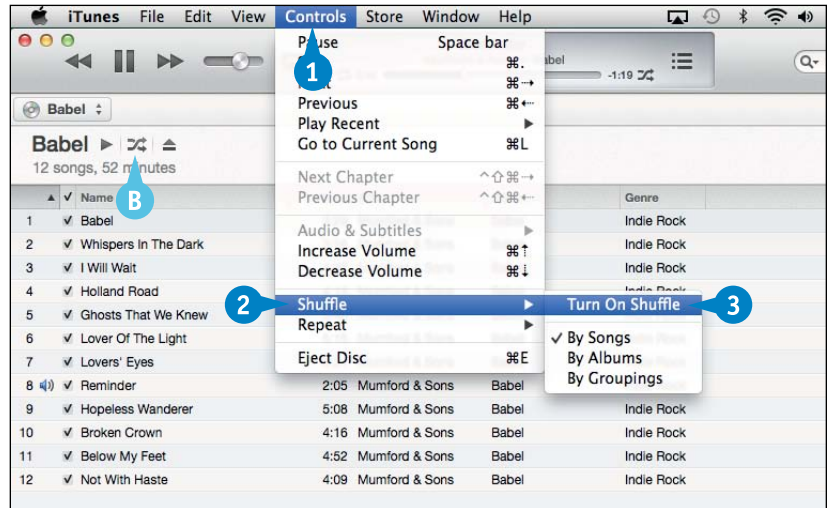 iTunes File Edit View Controls Store Window Help
Pause Space bar
⌘.
1
abel
-1:19
⌘→
Previous ⌘←
Play Recent ▶
Go to Current Song ⌘L
Babel
Babel
12 songs, 52 minutes
B
Next Chapter ^⇧⌘→
Previous Chapter ^⇧⌘←
Audio & Subtitles ▶
Increase Volume ⌘↑
Decrease Volume ⌘↓
2 Shuffle ▶ Turn On Shuffle 3
Repeat ▶
Eject Disc ⌘E
✓ By Songs
By Albums
By Groupings
▲ ✓ Name Genre
1 ✓ Babel Indie Rock
2 ✓ Whispers In The Dark Indie Rock
3 ✓ I Will Wait Indie Rock
4 ✓ Holland Road Indie Rock
5 ✓ Ghosts That We Knew
6 ✓ Lover Of The Light
7 ✓ Lovers' Eyes
8 ✓ Reminder 2:05 Mumford & Sons Babel Indie Rock
9 ✓ Hopeless Wanderer 5:08 Mumford & Sons Babel Indie Rock
10 ✓ Broken Crown 4:16 Mumford & Sons Babel Indie Rock
11 ✓ Below My Feet 4:52 Mumford & Sons Babel Indie Rock
12 ✓ Not With Haste 4:09 Mumford & Sons Babel Indie Rock